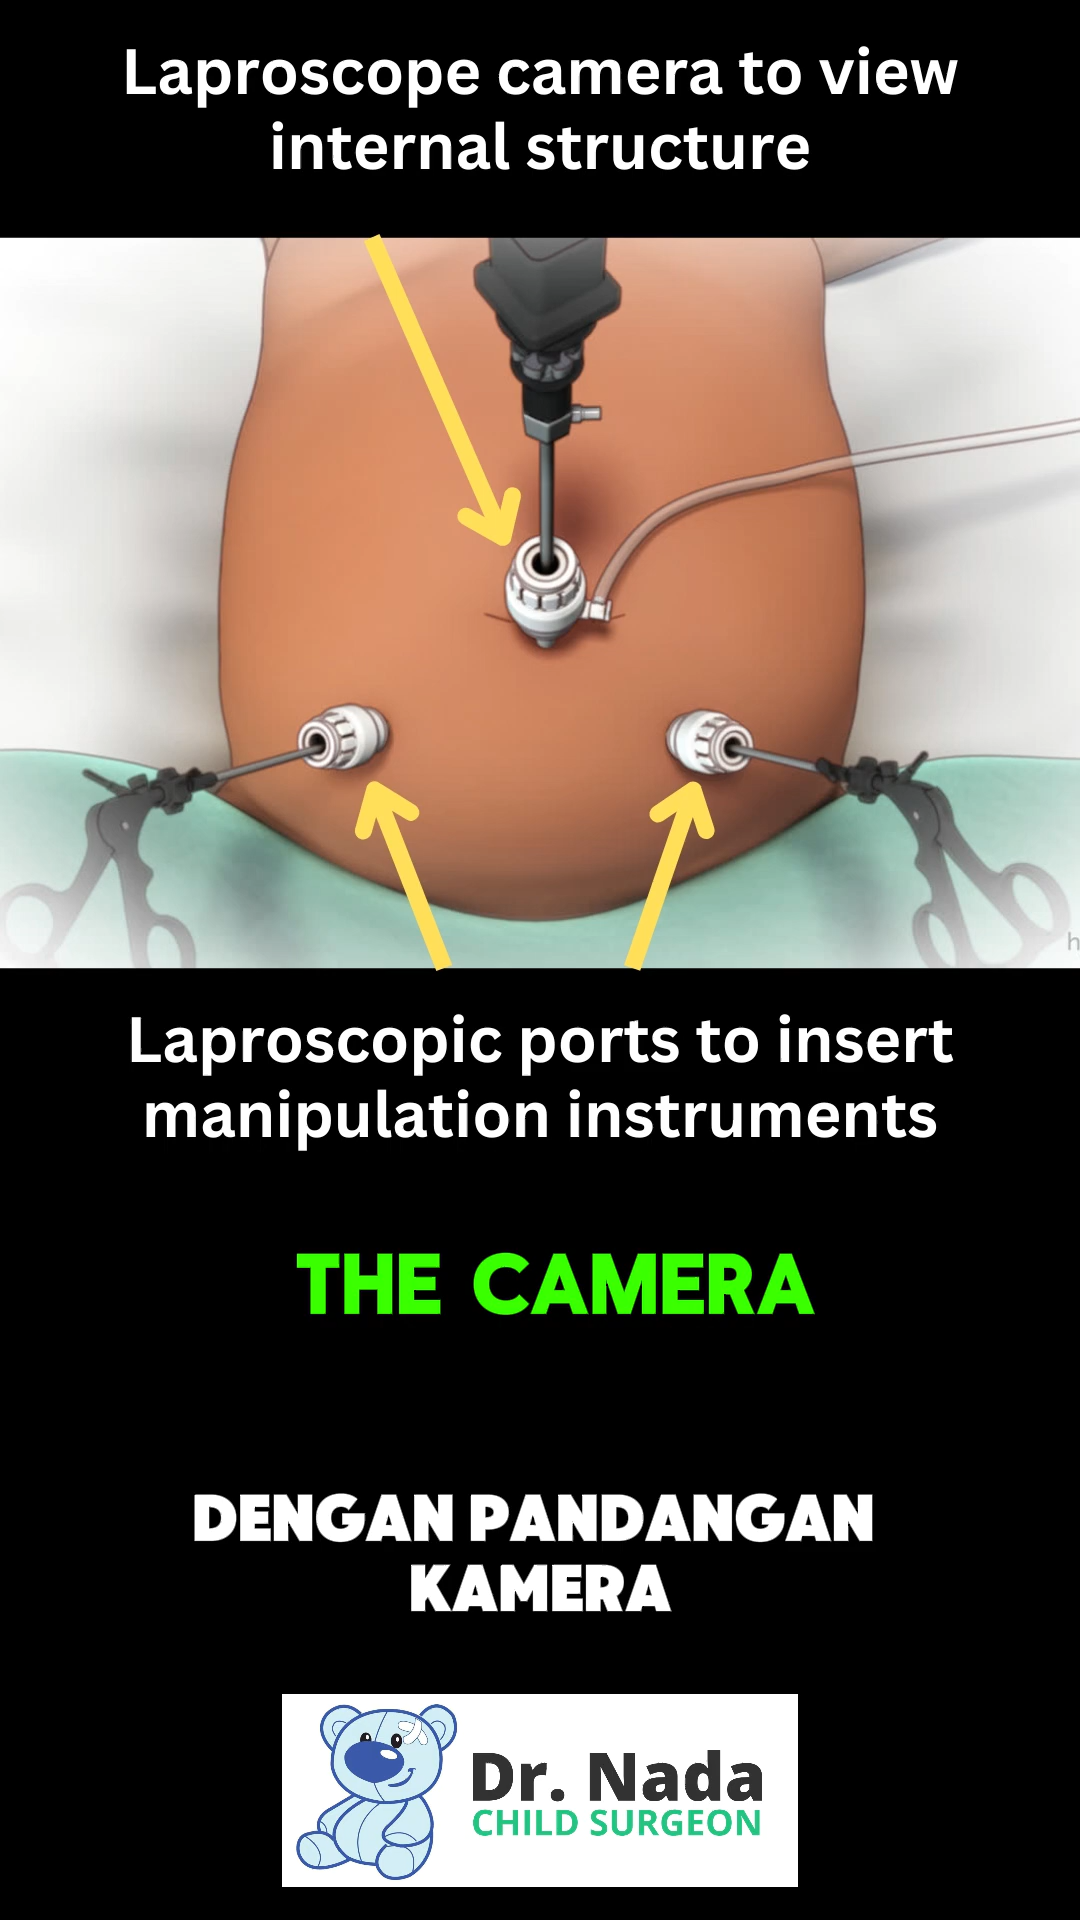 Laproscope camera to view
internal structure
h
Laproscopic ports to insert
manipulation instruments
THE CAMERA
DENGAN PANDANGAN
KAMERA
Dr. Nada
CHILD SURGEON